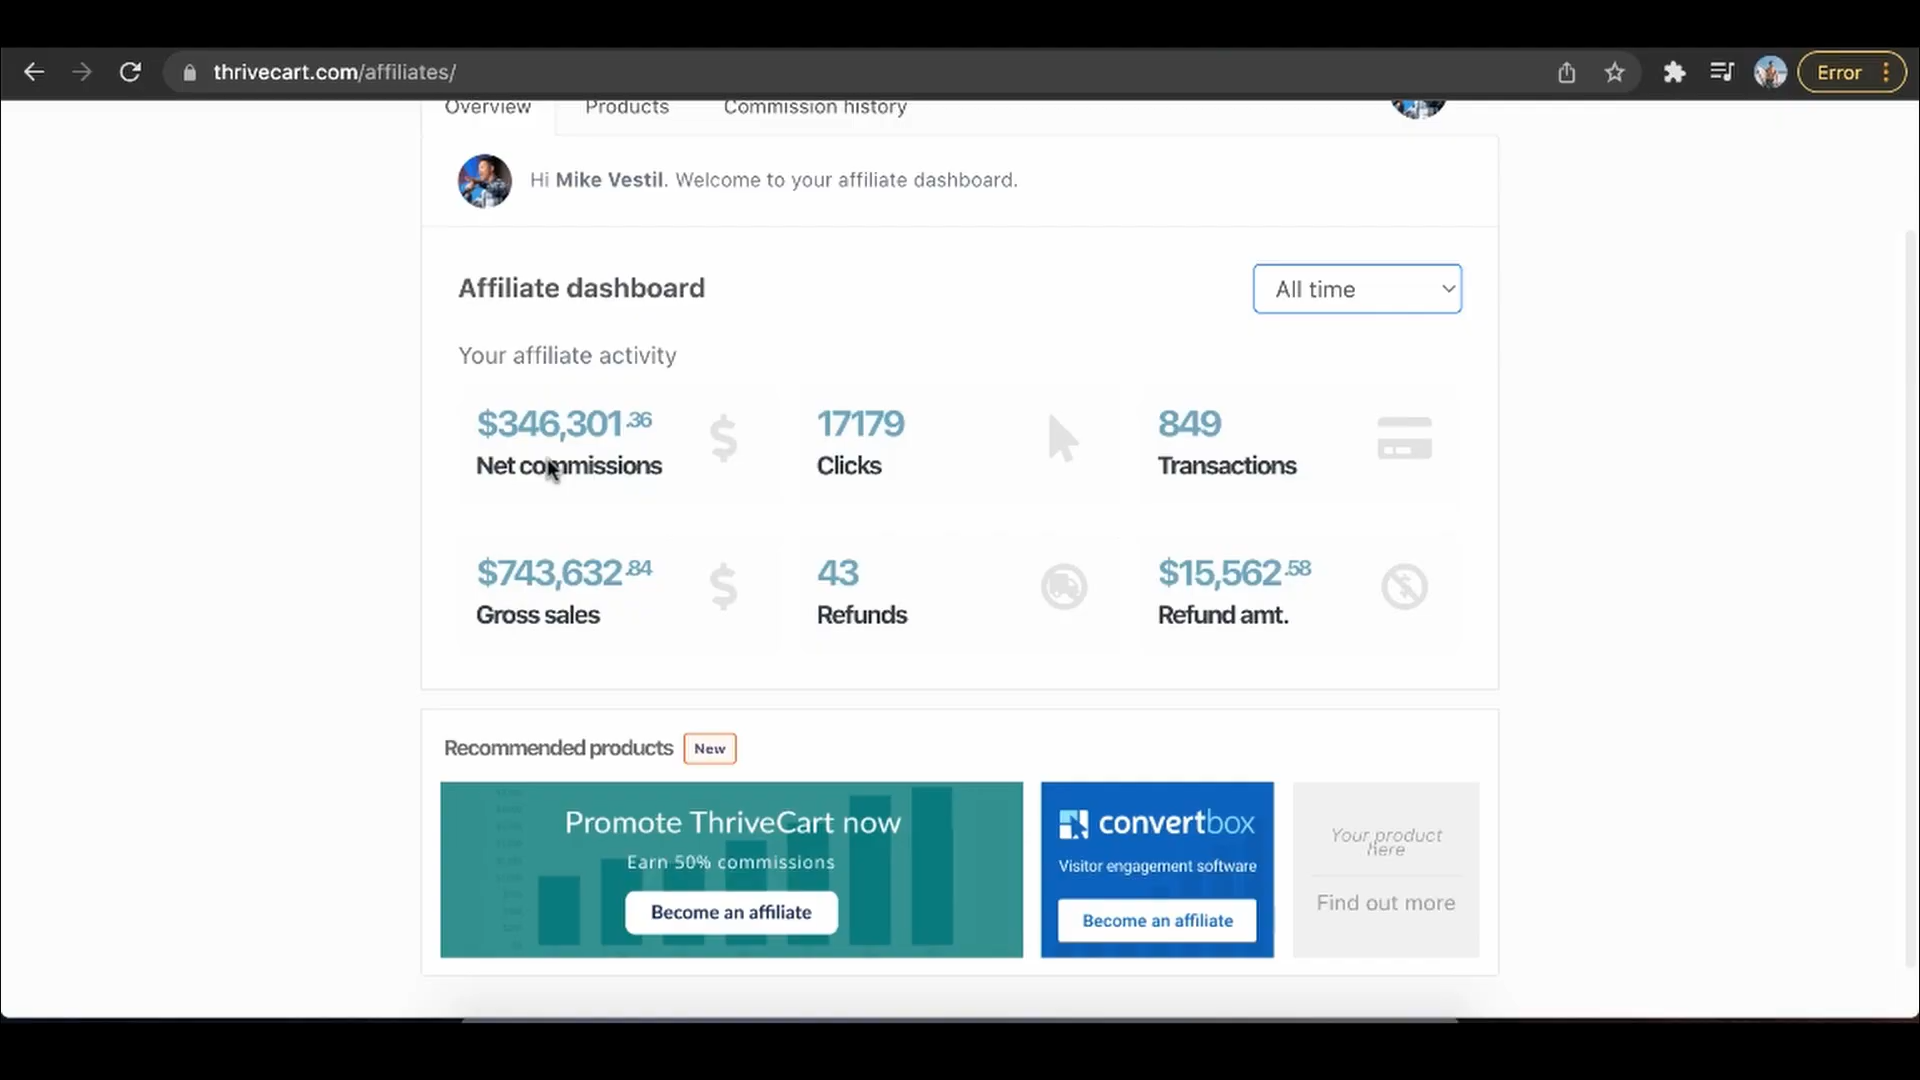 thrivecart.com/affiliates/
Error
Overview Products Commission history
Hi Mike Vestil. Welcome to your affiliate dashboard.
Affiliate dashboard
All time
Your affiliate activity
$346,301.36 17179 849
Net commissions Clicks Transactions
$743,632.84 43 $15,562.58
Gross sales Refunds Refund amt.
Recommended products New
Promote ThriveCart now
Earn 50% commissions
Become an affiliate
convertbox
Visitor engagement software
Become an affiliate
Your product
here
Find out more